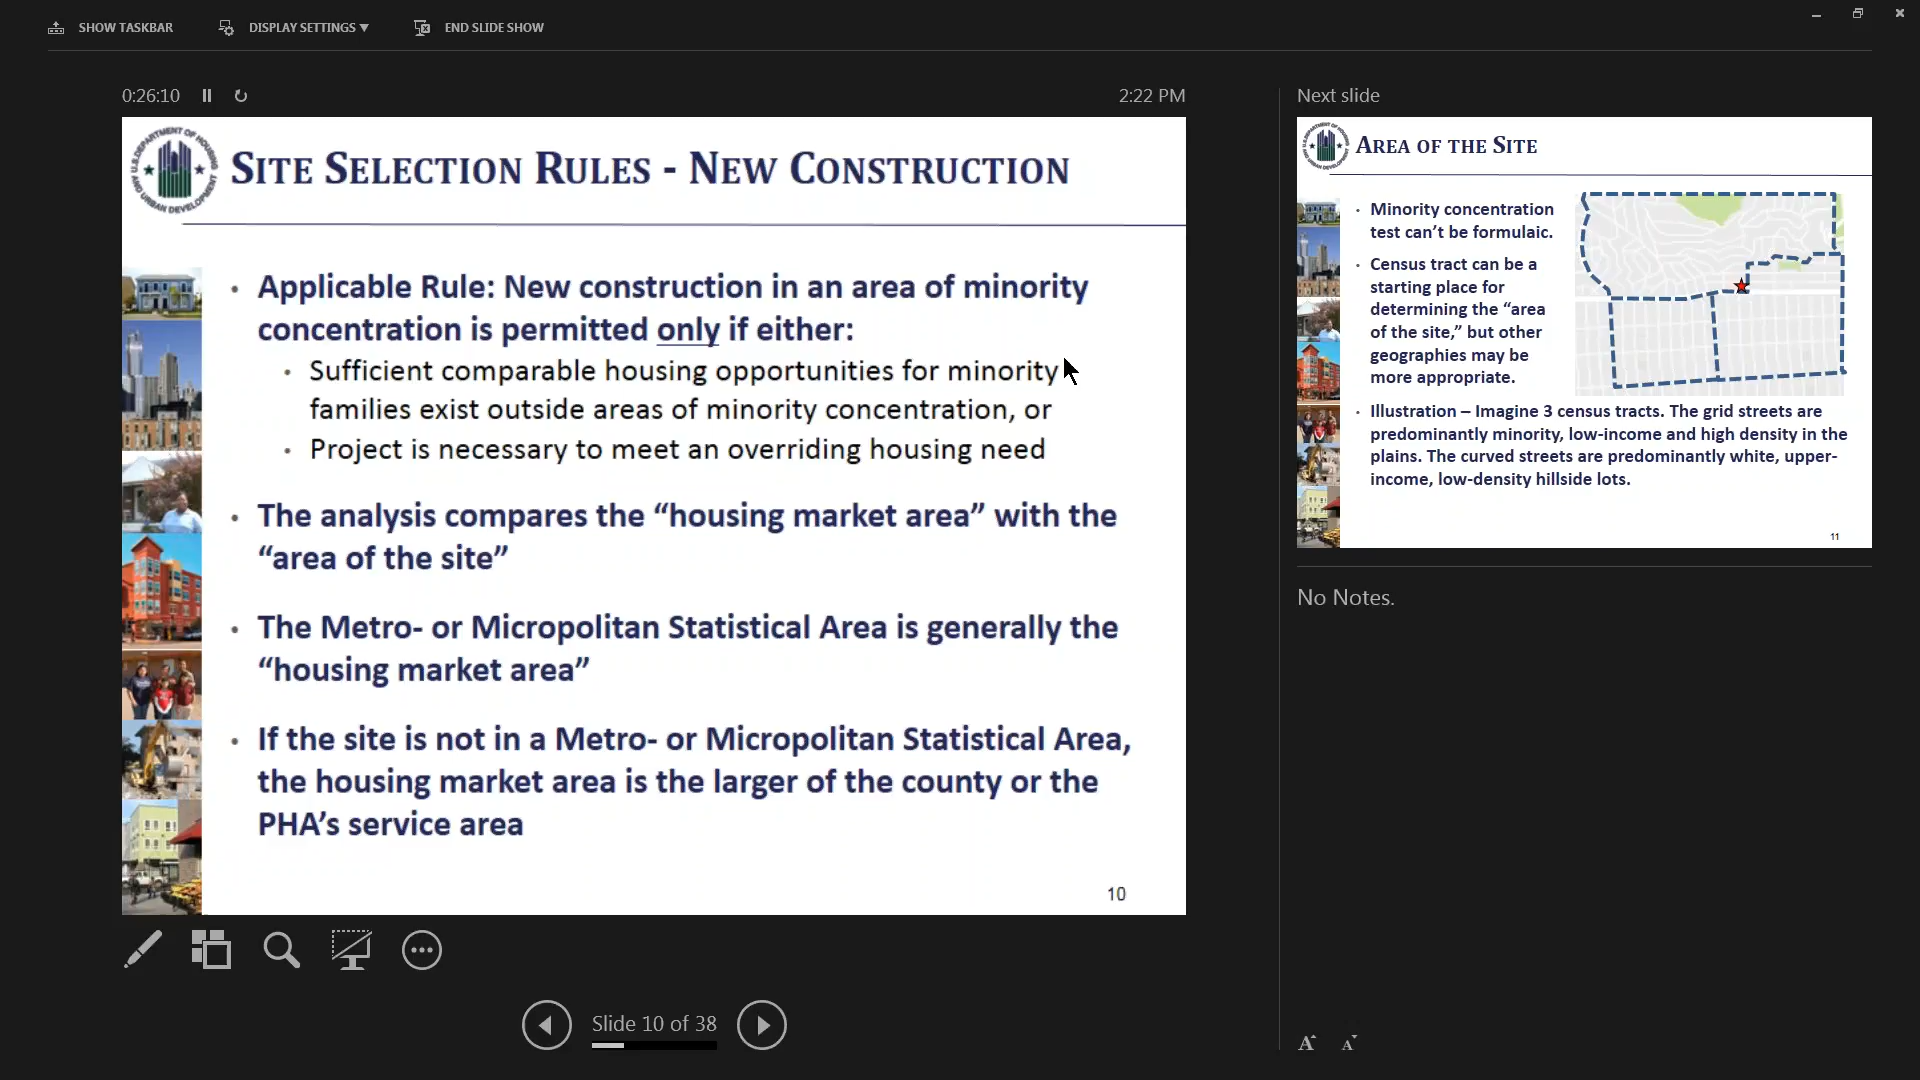 SHOW TASKBAR
DISPLAY SETTINGS ▼
END SLIDE SHOW
0:26:10
2:22 PM
U.S. DEPARTMENT OF HOUSING
AND URBAN DEVELOPMENT
SITE SELECTION RULES - NEW CONSTRUCTION
• Applicable Rule: New construction in an area of minority
concentration is permitted only if either:
• Sufficient comparable housing opportunities for minority
families exist outside areas of minority concentration, or
• Project is necessary to meet an overriding housing need
• The analysis compares the “housing market area” with the
“area of the site”
• The Metro- or Micropolitan Statistical Area is generally the
“housing market area”
• If the site is not in a Metro- or Micropolitan Statistical Area,
the housing market area is the larger of the county or the
PHA’s service area
10
Slide 10 of 38
Next slide
AREA OF THE SITE
• Minority concentration
test can’t be formulaic.
• Census tract can be a
starting place for
determining the “area
of the site,” but other
geographies may be
more appropriate.
• Illustration – Imagine 3 census tracts. The grid streets are
predominantly minority, low-income and high density in the
plains. The curved streets are predominantly white, upper-
income, low-density hillside lots.
11
No Notes.
A A